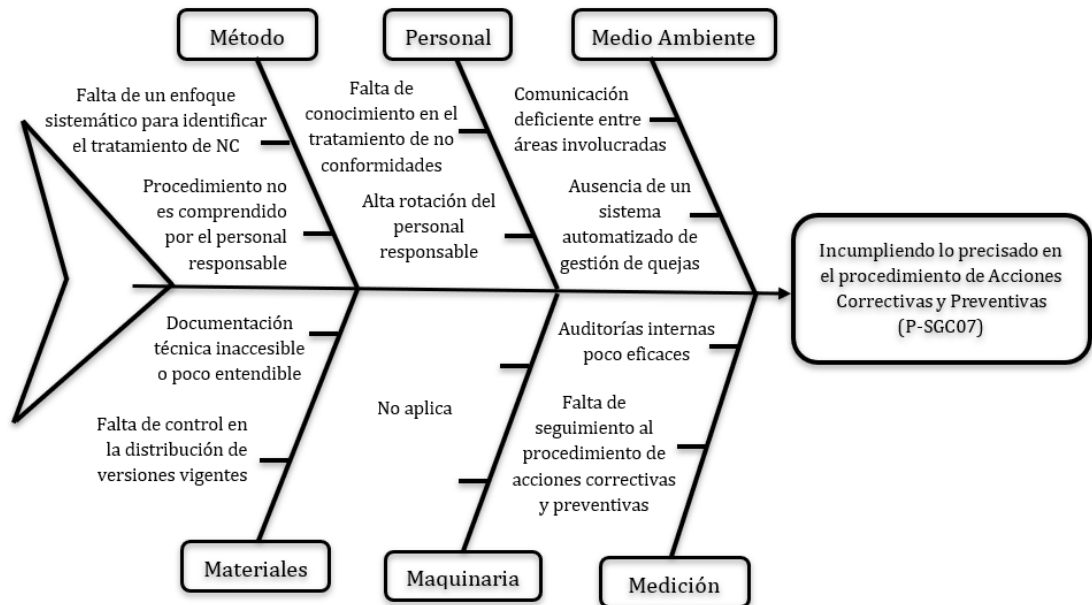 Método
Personal
Medio Ambiente
Falta de un enfoque
sistemático para identificar
el tratamiento de NC
Procedimiento no
es comprendido
por el personal
responsable
Falta de
conocimiento en el
tratamiento de no
conformidades
Alta rotación del
personal
responsable
Comunicación
deficiente entre
áreas involucradas
Ausencia de un
sistema
automatizado de
gestión de quejas
Incumpliendo lo precisado en
el procedimiento de Acciones
Correctivas y Preventivas
(P-SGC07)
Documentación
técnica inaccesible
o poco entendible
Falta de control en
la distribución de
versiones vigentes
No aplica
Auditorías internas
poco eficaces
Falta de
seguimiento al
procedimiento de
acciones correctivas
y preventivas
Materiales
Maquinaria
Medición